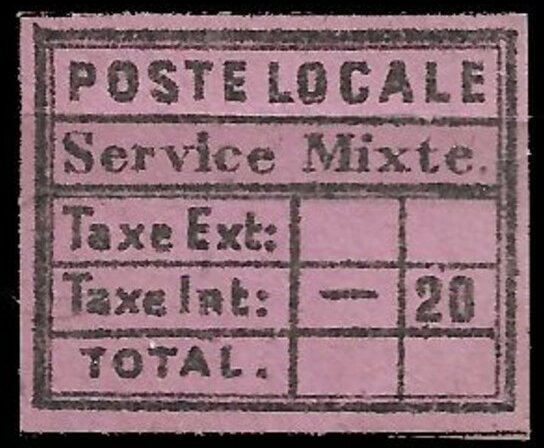 POSTE LOCALE
Service Mixte.
Taxe Ext:
Taxe Int: — 20
TOTAL.